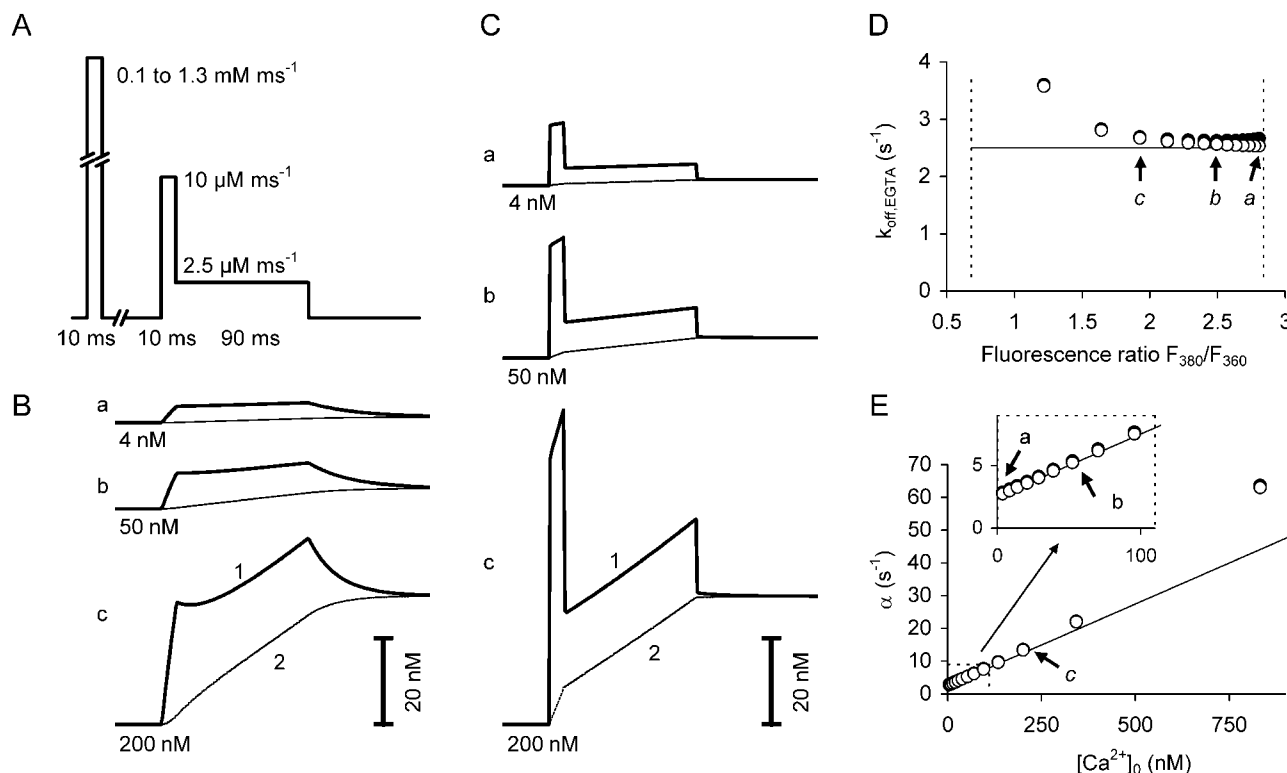 A
0.1 to 1.3 mM ms⁻¹
10 µM ms⁻¹
2.5 µM ms⁻¹
10 ms
10 ms
90 ms
B
a
4 nM
b
50 nM
c
1
2
200 nM
20 nM
C
a
4 nM
b
50 nM
c
1
2
200 nM
20 nM
D
4
3
2
1
0
k_off,EGTA (s⁻¹)
c
b
a
0.5
1
1.5
2
2.5
3
Fluorescence ratio F₃₈₀/F₃₆₀
E
5
0
a
b
0
100
70
60
50
40
30
20
10
0
α (s⁻¹)
c
0
250
500
750
[Ca²⁺]₀ (nM)